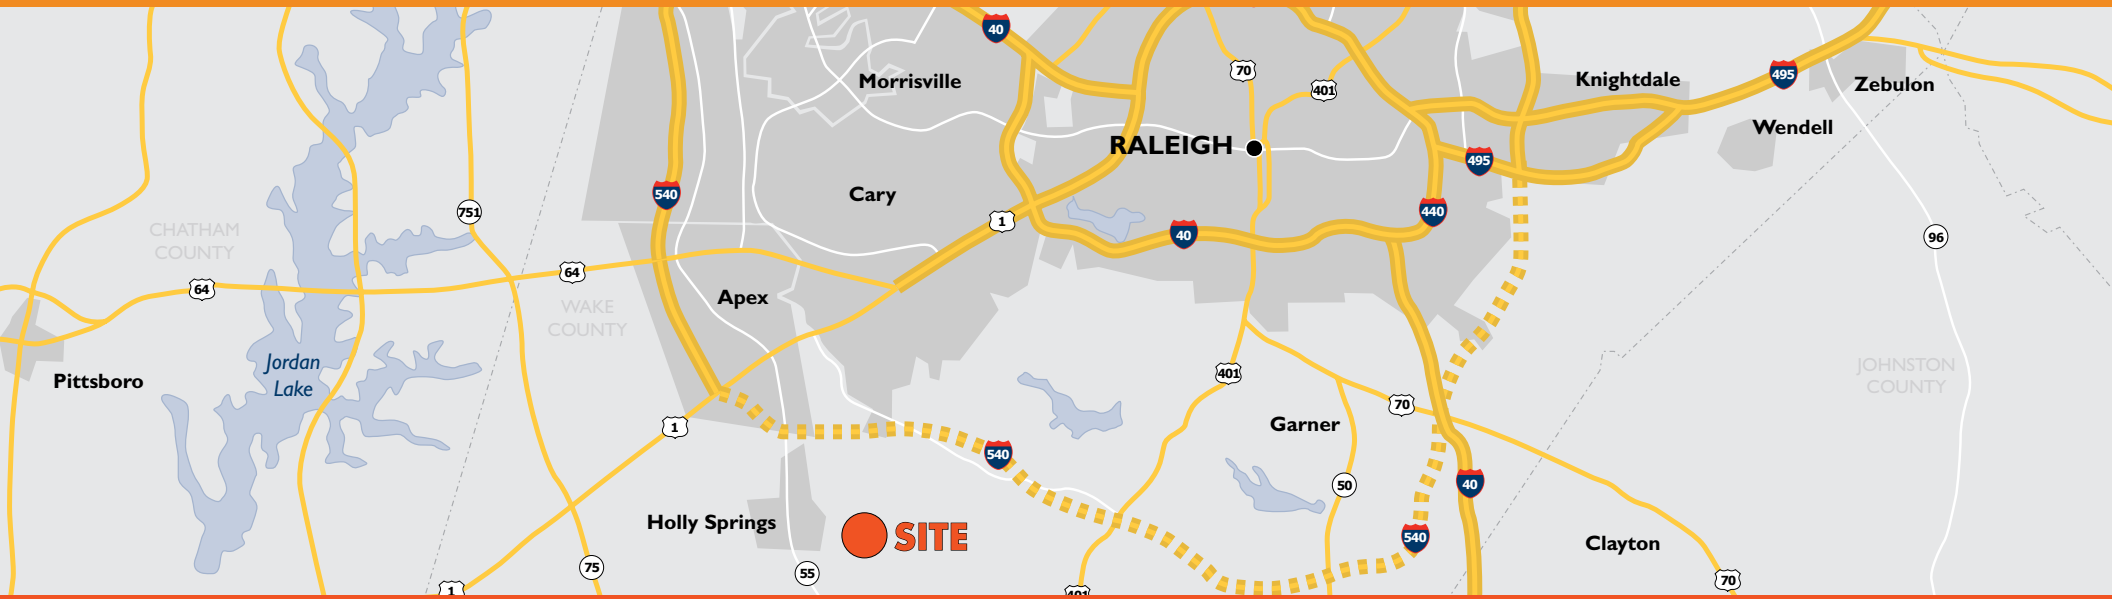 40
70
401
Morrisville
Knightdale
495
Zebulon
Wendell
RALEIGH
495
540
Cary
751
1
440
40
96
CHATHAM
COUNTY
64
64
WAKE
COUNTY
Apex
Jordan
Lake
Pittsboro
401
70
JOHNSTON
COUNTY
1
Garner
540
50
40
Holly Springs
SITE
540
Clayton
75
55
70
1
401